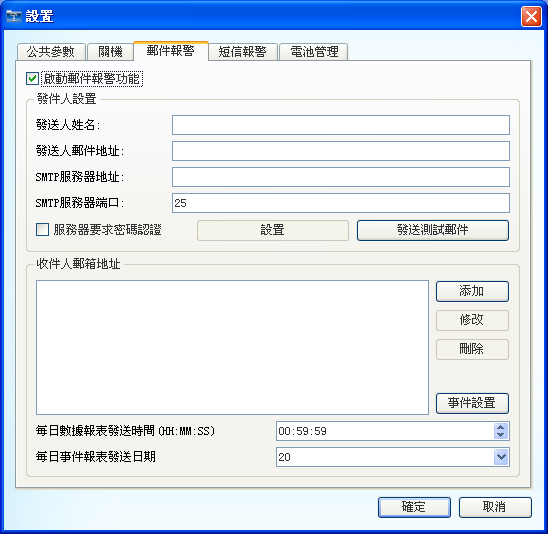 設置
公共參數 關機 郵件報警 短信報警 電池管理
啟動郵件報警功能
發件人設置
發送人姓名:
發送人郵件地址:
SMTP服務器地址:
SMTP服務器端口: 25
服務器要求密碼認證 設置 發送測試郵件
收件人郵箱地址
添加
修改
刪除
事件設置
每日數據報表發送時間(HH:MM:SS) 00:59:59
每日事件報表發送日期 20
確定 取消